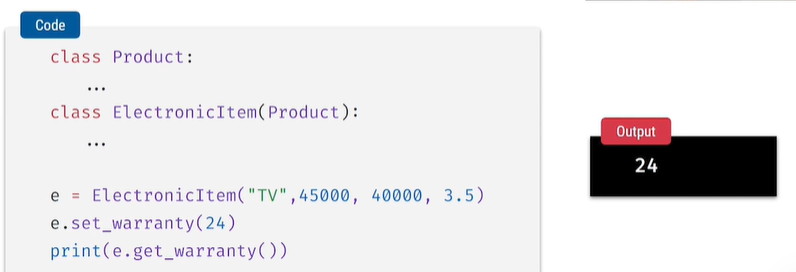 Code
class Product:
...
class ElectronicItem(Product):
...
e = ElectronicItem("TV",45000, 40000, 3.5)
e.set_warranty(24)
print(e.get_warranty())
Output
24